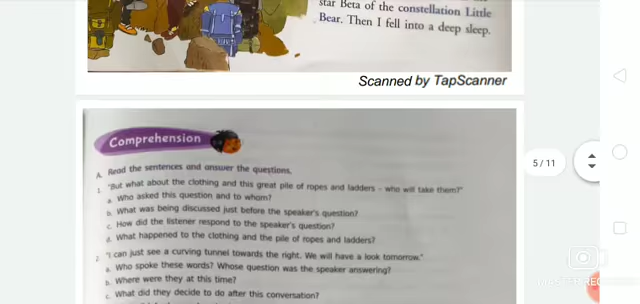 star Beta of the constellation Little
Bear. Then I fell into a deep sleep.
Scanned by TapScanner
Comprehension
A. Read the sentences and answer the questions.
1. "But what about the clothing and this great pile of ropes and ladders – who will take them?"
a. Who asked this question and to whom?
b. What was being discussed just before the speaker's question?
c. How did the listener respond to the speaker's question?
d. What happened to the clothing and the pile of ropes and ladders?
2. "I can just see a curving tunnel towards the right. We will have a look tomorrow."
a. Who spoke these words? Whose question was the speaker answering?
b. Where were they at this time?
c. What did they decide to do after this conversation?
5 / 11